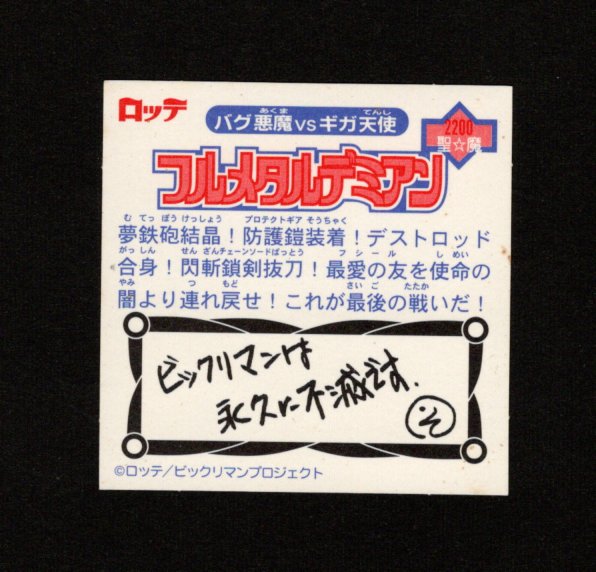 ロッテ
バグ悪魔vsギガ天使
あくま
てんし
2200
聖☆魔
フルメタルデミアン
むてっぽうけっしょう
プロテクトギアそうちゃく
夢鉄砲結晶！防護鎧装着！デストロッド
がっしん
せんざんチェーンソードばっとう
フシール
しめい
合身！閃斬鎖剣抜刀！最愛の友を使命の
やみ
つ
もど
さいご
たたか
闇より連れ戻せ！これが最後の戦いだ！
ビックリマンは
永久に不滅です.
そ
©ロッテ／ビックリマンプロジェクト